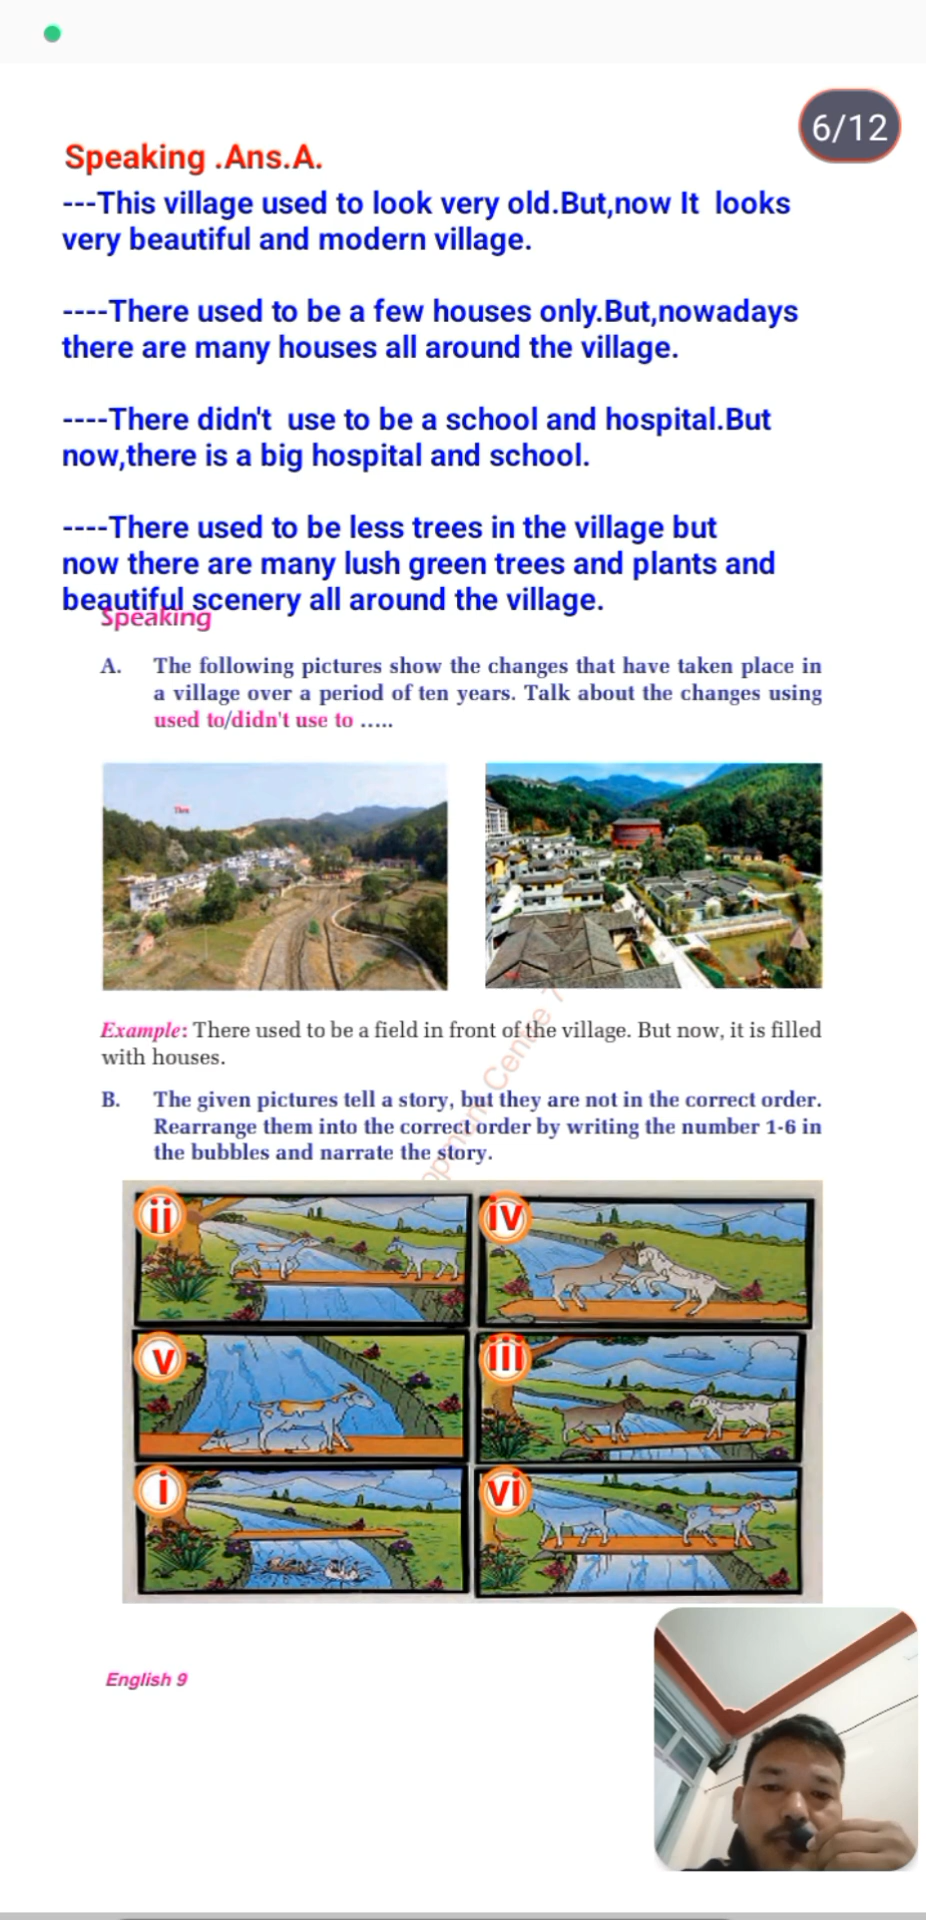 6/12
Speaking .Ans.A.
---This village used to look very old.But,now It  looks
very beautiful and modern village.
----There used to be a few houses only.But,nowadays
there are many houses all around the village.
----There didn't  use to be a school and hospital.But
now,there is a big hospital and school.
----There used to be less trees in the village but
now there are many lush green trees and plants and
beautiful scenery all around the village.
Speaking
A. The following pictures show the changes that have taken place in
a village over a period of ten years. Talk about the changes using
used to/didn't use to .....
Example: There used to be a field in front of the village. But now, it is filled
with houses.
B. The given pictures tell a story, but they are not in the correct order.
Rearrange them into the correct order by writing the number 1-6 in
the bubbles and narrate the story.
ii iv
v iii
i vi
English 9